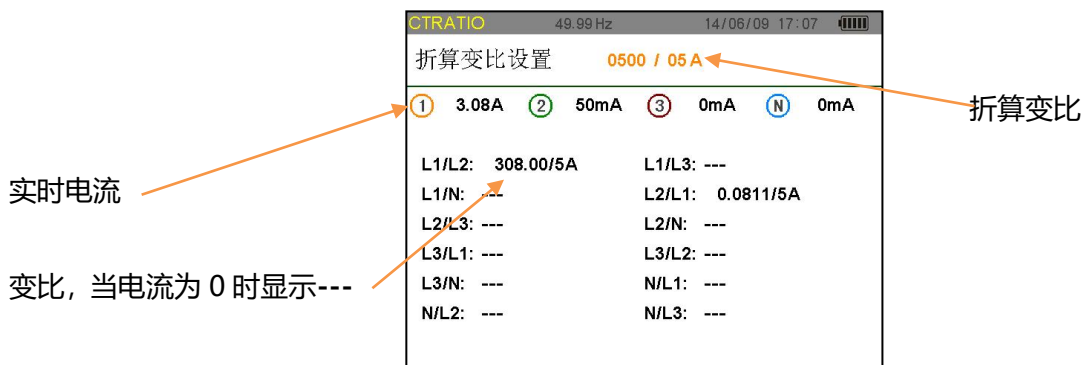 CTRATIO 49.99 Hz 14/06/09 17:07
折算变比设置 0500 / 05 A
折算变比
1 3.08A 2 50mA 3 0mA N 0mA
L1/L2: 308.00/5A L1/L3: ---
实时电流
L1/N: --- L2/L1: 0.0811/5A
L2/L3: --- L2/N: ---
L3/L1: --- L3/L2: ---
变比，当电流为 0 时显示---
L3/N: --- N/L1: ---
N/L2: --- N/L3: ---